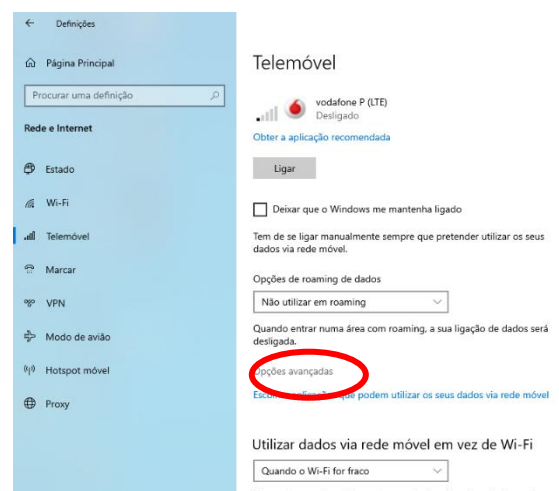 Definições
Página Principal
Procurar uma definição
Rede e Internet
Estado
Wi-Fi
Telemóvel
Marcar
VPN
Modo de avião
Hotspot móvel
Proxy
Telemóvel
vodafone P (LTE)
Desligado
Obter a aplicação recomendada
Ligar
Deixar que o Windows me mantenha ligado
Tem de se ligar manualmente sempre que pretender utilizar os seus
dados via rede móvel.
Opções de roaming de dados
Não utilizar em roaming
Quando entrar numa área com roaming, a sua ligação de dados será
desligada.
Opções avançadas
que podem utilizar os seus dados via rede móvel
Utilizar dados via rede móvel em vez de Wi-Fi
Quando o Wi-Fi for fraco